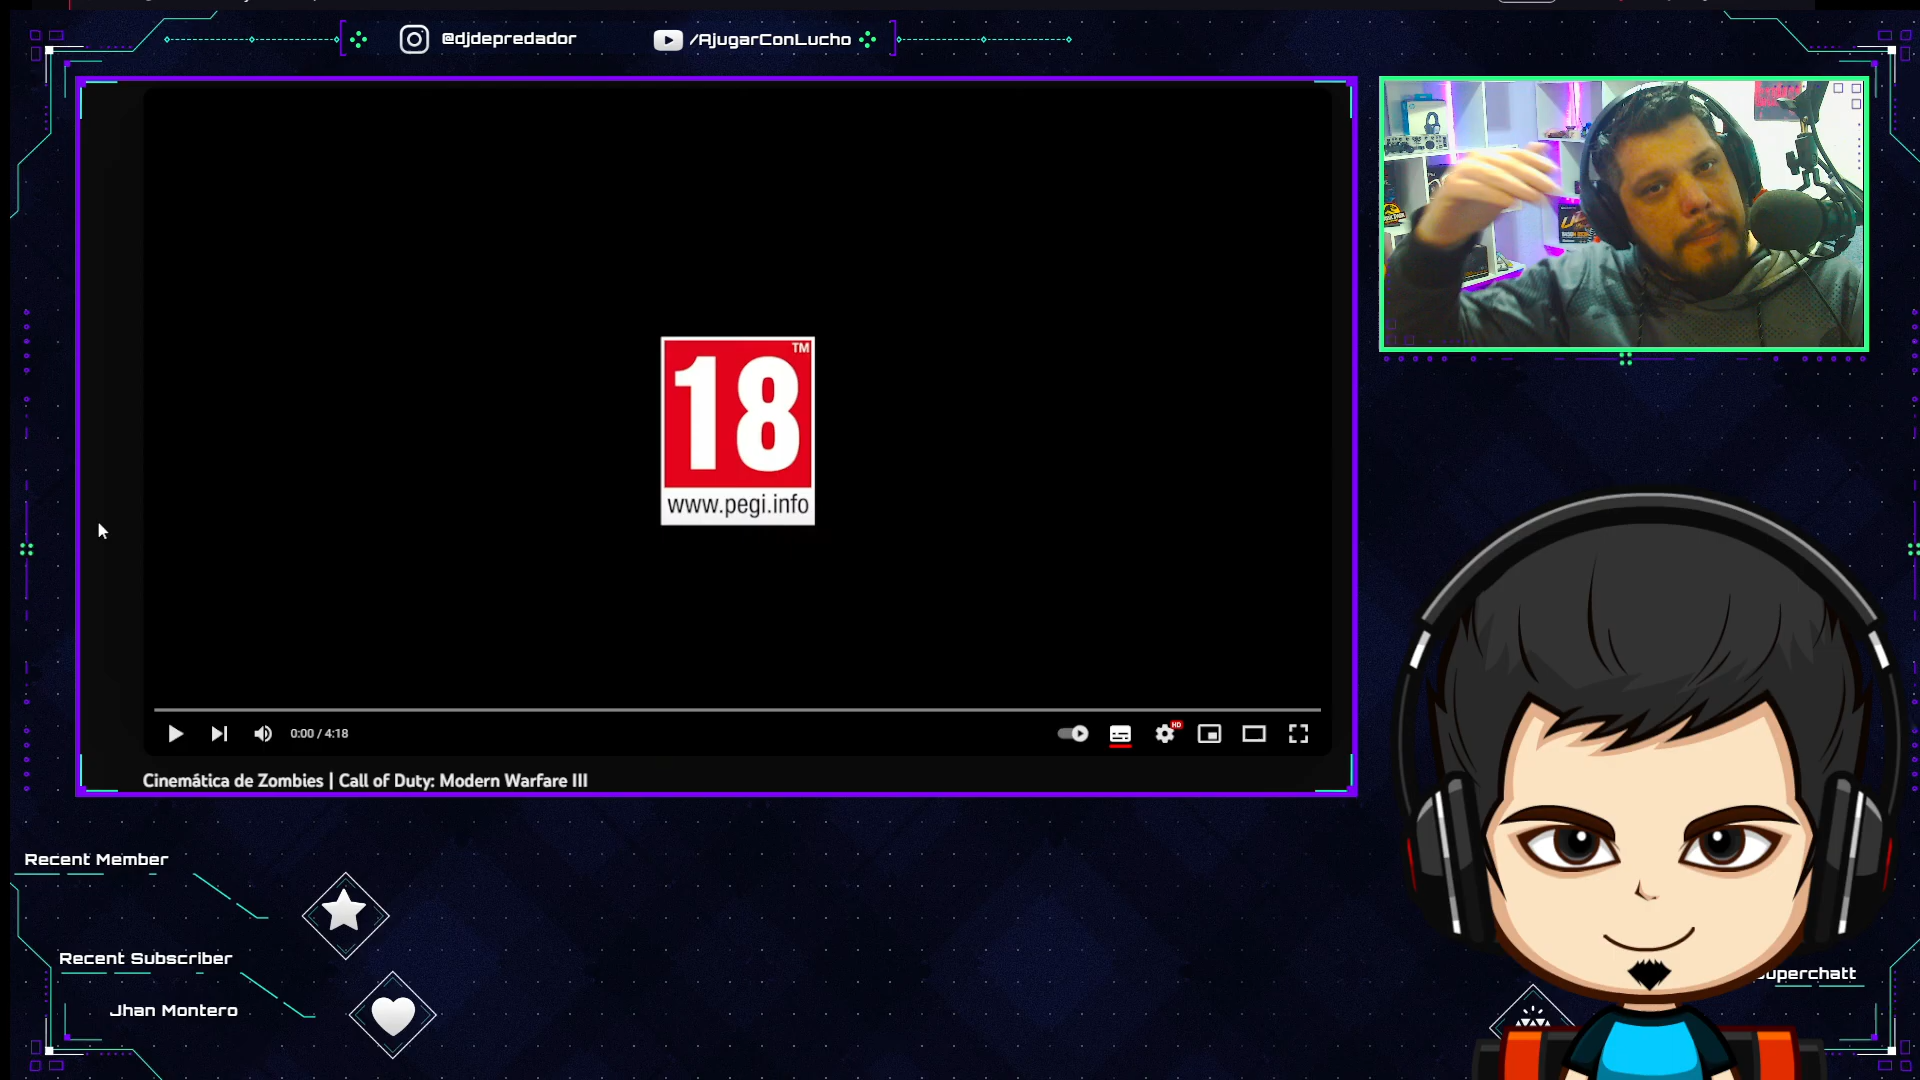 @djdepredador
/AjugarConLucho
18
TM
www.pegi.info
0:00 / 4:18
HD
Cinemática de Zombies | Call of Duty: Modern Warfare III
Recent Member
Recent Subscriber
Jhan Montero